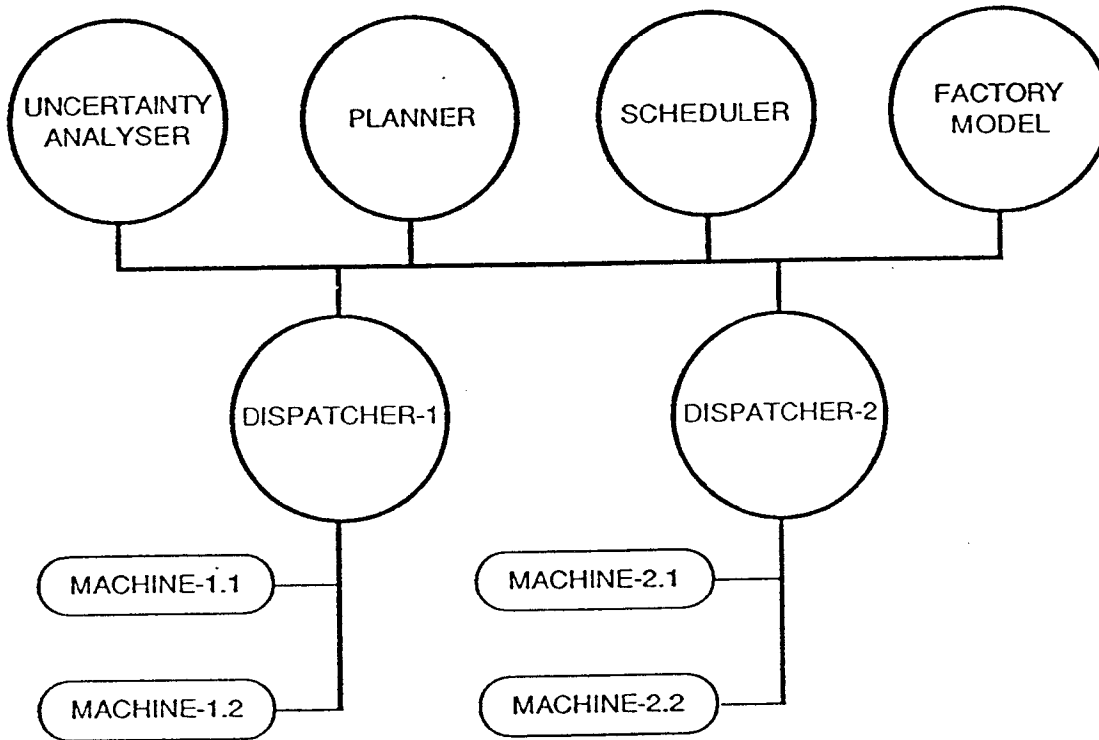 UNCERTAINTY
ANALYSER
PLANNER
SCHEDULER
FACTORY
MODEL
DISPATCHER-1
DISPATCHER-2
MACHINE-1.1
MACHINE-2.1
MACHINE-1.2
MACHINE-2.2